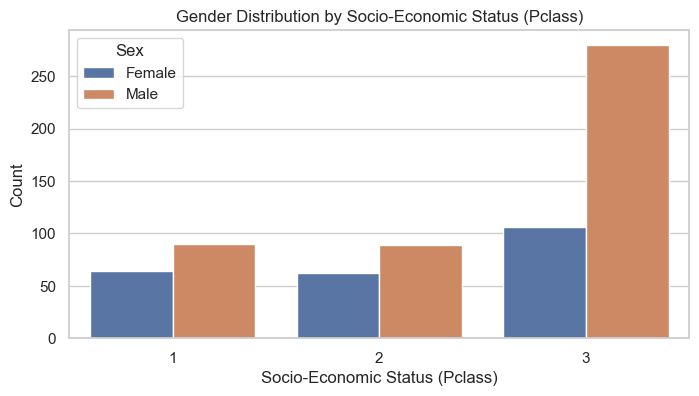 Gender Distribution by Socio-Economic Status (Pclass)
Sex
Female
Male
Count
250
200
150
100
50
0
1 2 3
Socio-Economic Status (Pclass)